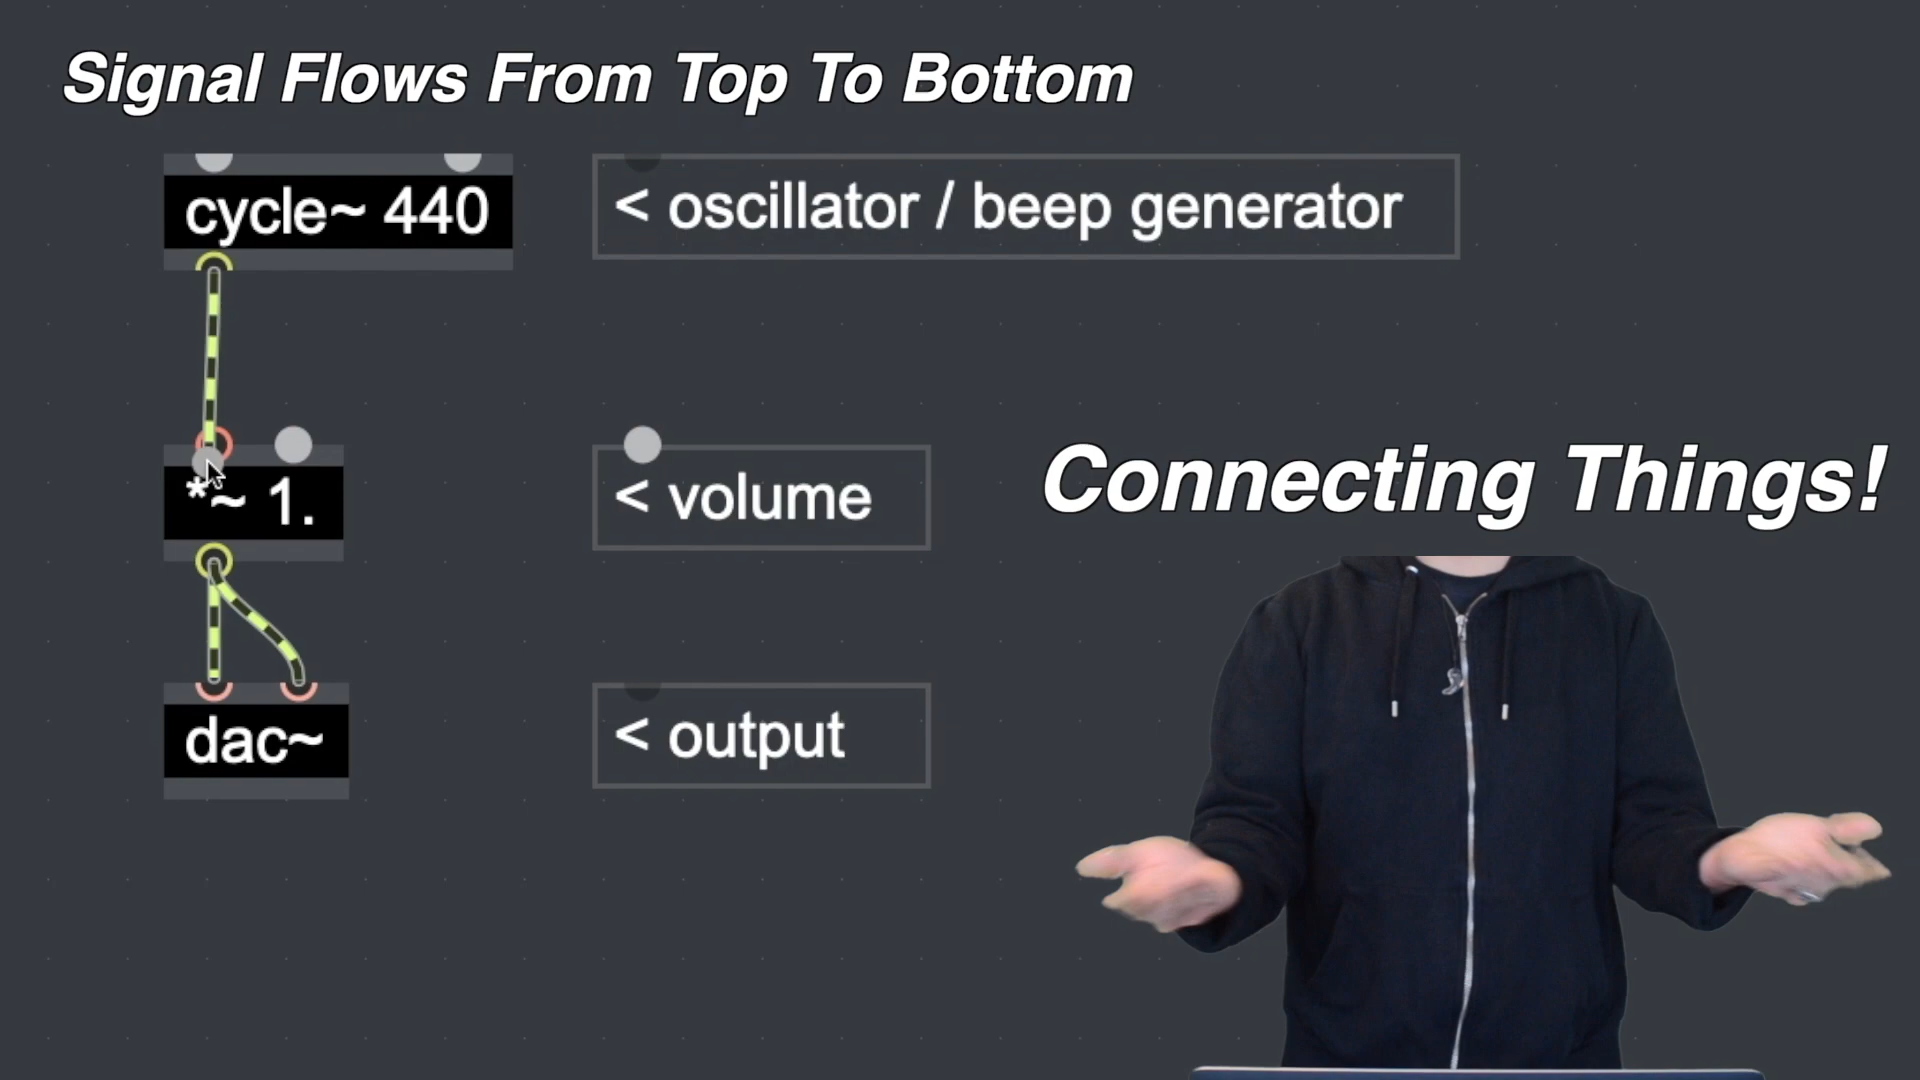 Signal Flows From Top To Bottom
cycle~ 440
< oscillator / beep generator
*~ 1.
< volume
Connecting Things!
dac~
< output